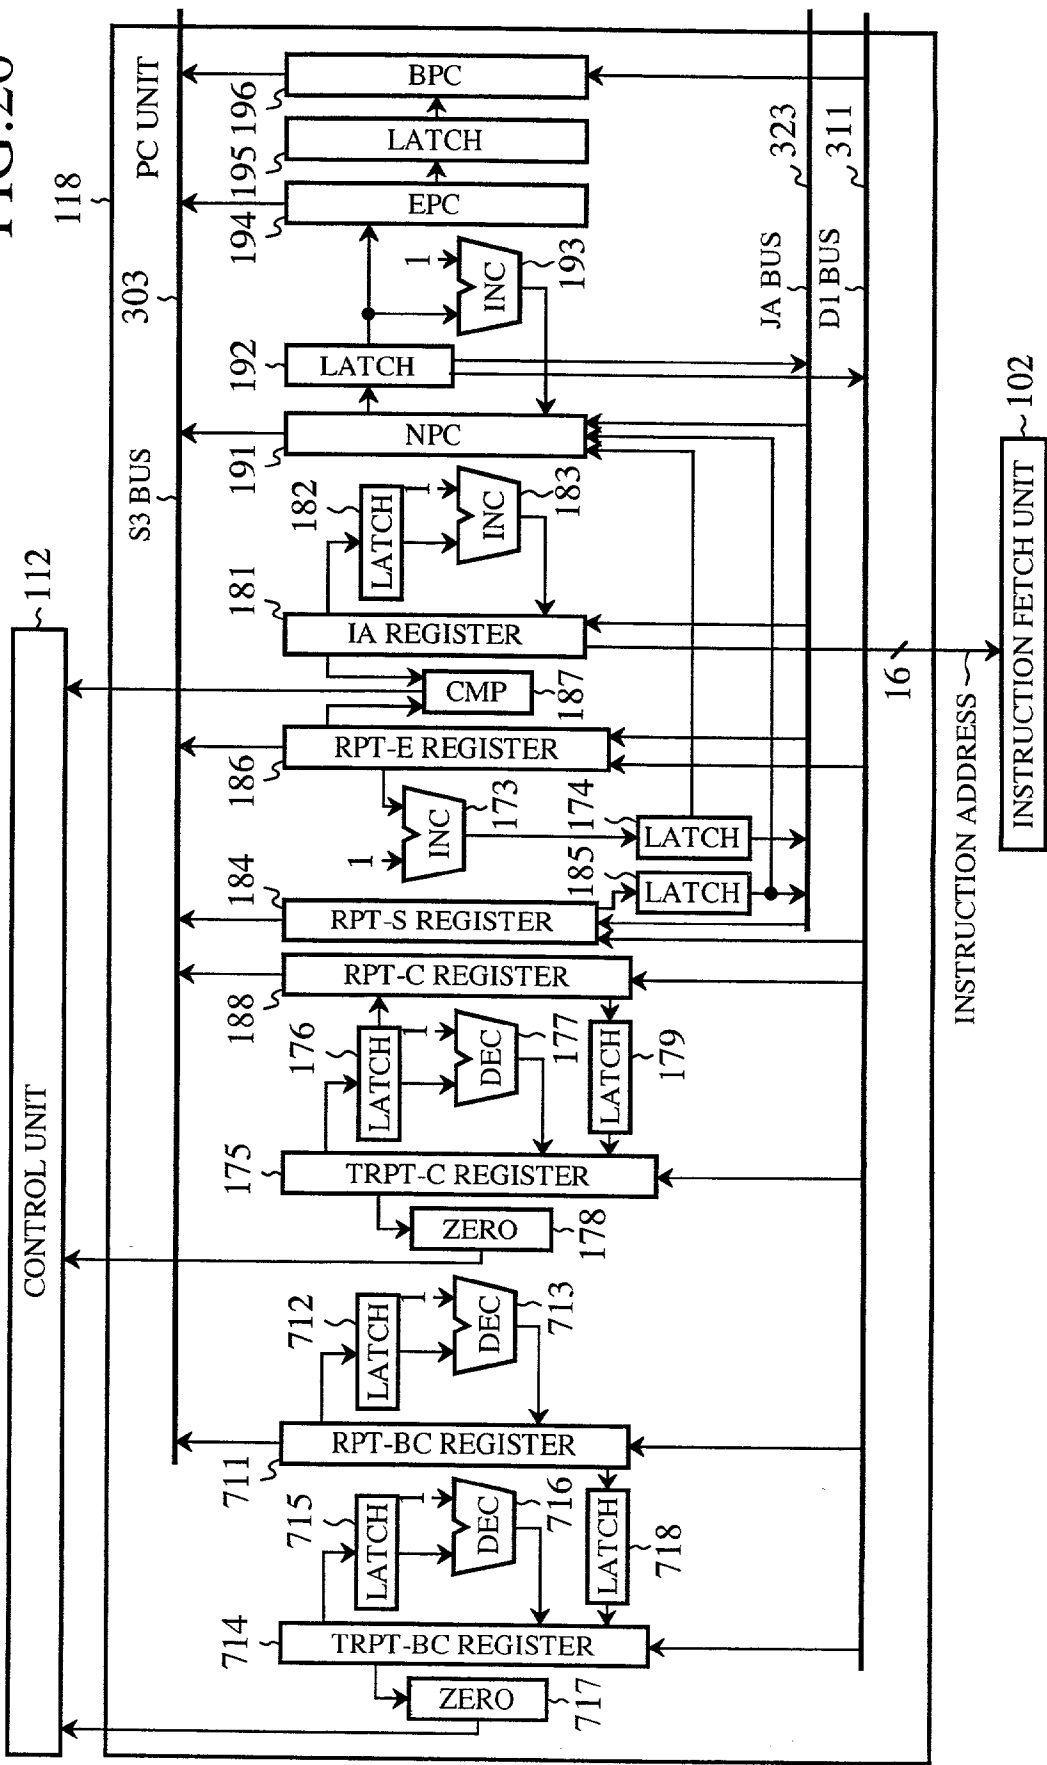 FIG.26
CONTROL UNIT
112
S3 BUS
303
118
PC UNIT
714
TRPT-BC REGISTER
715
LATCH
1
DEC
716
ZERO
717
LATCH
718
711
RPT-BC REGISTER
712
LATCH
1
DEC
713
175
TRPT-C REGISTER
ZERO
178
176
LATCH
1
DEC
177
LATCH
179
188
RPT-C REGISTER
184
RPT-S REGISTER
185
LATCH
174
LATCH
1
INC
173
186
RPT-E REGISTER
CMP
187
181
IA REGISTER
182
LATCH
1
INC
183
191
NPC
192
LATCH
1
INC
193
194
EPC
195
LATCH
196
BPC
JA BUS
323
D1 BUS
311
16
INSTRUCTION ADDRESS
INSTRUCTION FETCH UNIT
102